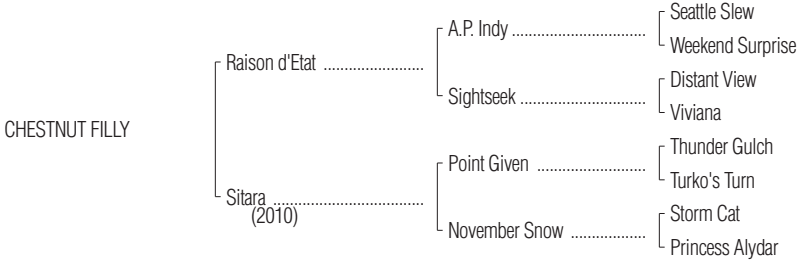 Seattle Slew
A.P. Indy ................................
Weekend Surprise
Raison d'Etat ........................
Distant View
Sightseek ..............................
Viviana
CHESTNUT FILLY
Thunder Gulch
Point Given ..........................
Turko's Turn
Sitara ....................................
(2010)
Storm Cat
November Snow ..................
Princess Alydar